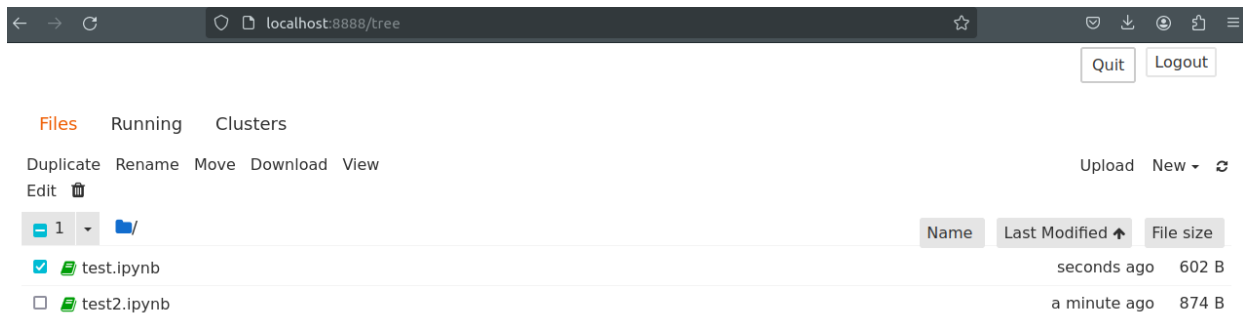 localhost:8888/tree
Quit Logout
Files Running Clusters
Duplicate Rename Move Download View Upload New
Edit
1 / Name Last Modified File size
test.ipynb seconds ago 602 B
test2.ipynb a minute ago 874 B